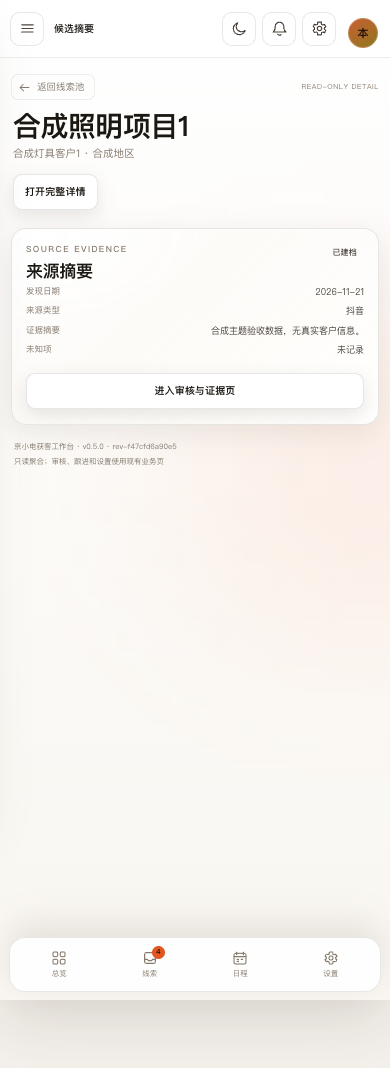 候选摘要
本
返回线索池
READ-ONLY DETAIL
合成照明项目1
合成灯具客户1 · 合成地区
打开完整详情
SOURCE EVIDENCE
已建档
来源摘要
发现日期
2026-11-21
来源类型
抖音
证据摘要
合成主题验收数据，无真实客户信息。
未知项
未记录
进入审核与证据页
京小电获客工作台 · v0.5.0 · rev-f47cfd6a90e5
只读聚合；审核、跟进和设置使用现有业务页
4
总览
线索
日程
设置